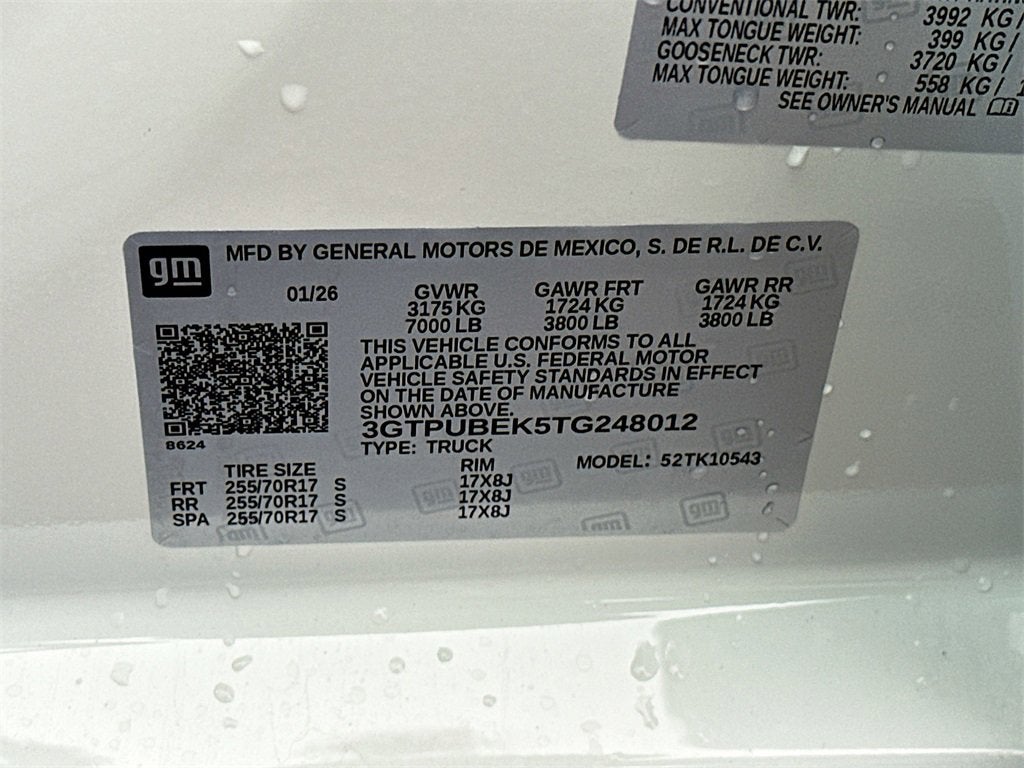 CONVENTIONAL TWR: 3992 KG/
MAX TONGUE WEIGHT: 399 KG/
GOOSENECK TWR: 3720 KG/
MAX TONGUE WEIGHT: 558 KG/ 1
SEE OWNER'S MANUAL
gm
MFD BY GENERAL MOTORS DE MEXICO, S. DE R.L. DE C.V.
01/26 GVWR GAWR FRT GAWR RR
3175 KG 1724 KG 1724 KG
7000 LB 3800 LB 3800 LB
THIS VEHICLE CONFORMS TO ALL
APPLICABLE U.S. FEDERAL MOTOR
VEHICLE SAFETY STANDARDS IN EFFECT
ON THE DATE OF MANUFACTURE
SHOWN ABOVE.
3GTPUBEK5TG248012
8624
TYPE: TRUCK
MODEL: 52TK10543
TIRE SIZE RIM
FRT 255/70R17 S 17X8J
RR 255/70R17 S 17X8J
SPA 255/70R17 S 17X8J